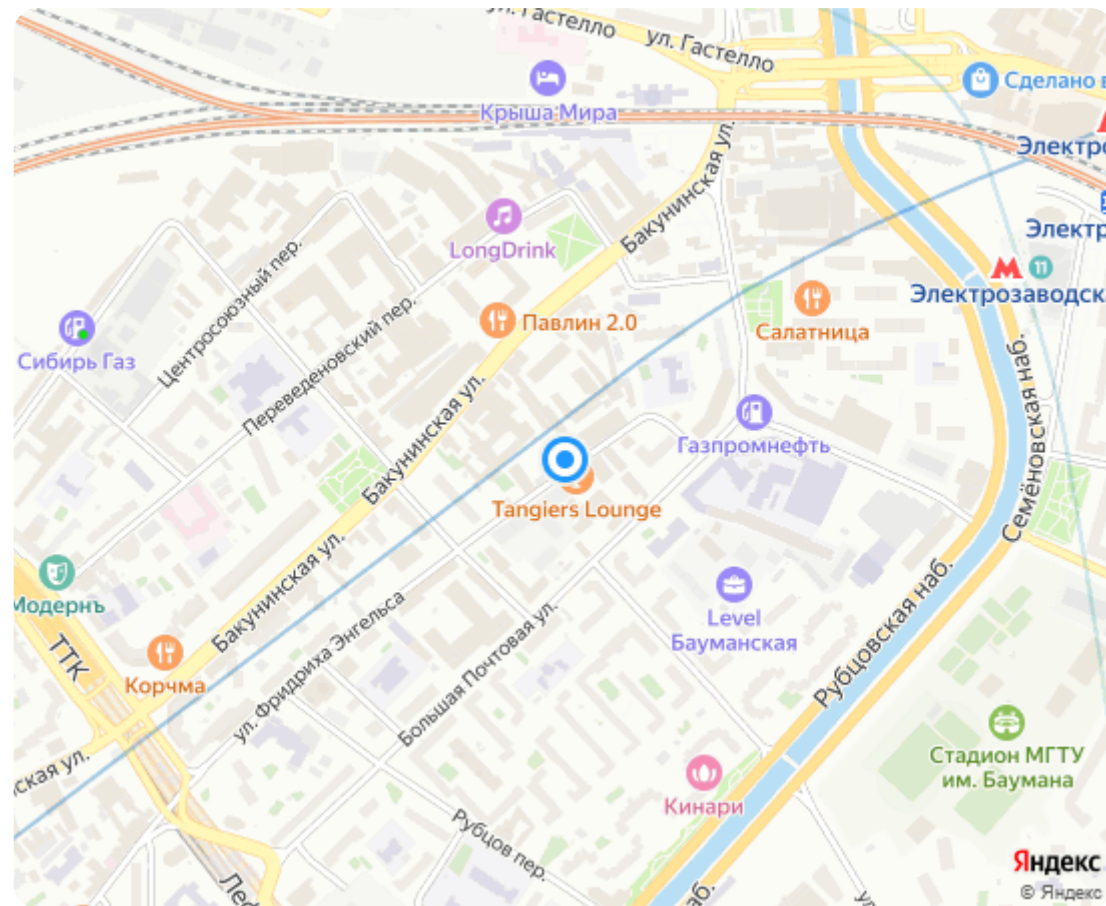 ул. Гастелло
ул. Гастелло
Сделано в
Крыша Мира
Электро
Бакунинская ул.
LongDrink
Электр
Центросоюзный пер.
Электрозаводск
Павлин 2.0
Салатница
Сибирь Газ
Переведеновский пер.
Семёновская наб.
Бакунинская ул.
Газпромнефть
Tangiers Lounge
Модернъ
Бакунинская ул.
Level
Бауманская
Рубцовская наб.
ТТК
Корчма
ул. Фридриха Энгельса
Большая Почтовая ул.
Стадион МГТУ
им. Баумана
ская ул.
Кинари
Рубцов пер.
Яндекс
© Яндекс
11